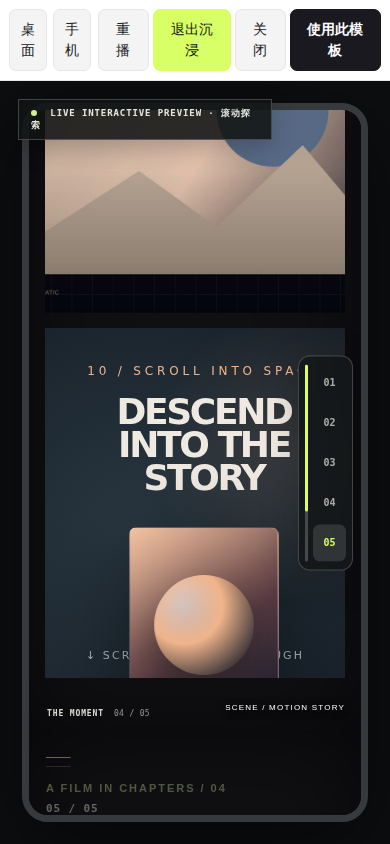 桌面
手机
重播
退出沉浸
关闭
使用此模板
LIVE INTERACTIVE PREVIEW · 滚动探
索
ATIC
10 / SCROLL INTO SPA
DESCEND
INTO THE
STORY
01
02
03
04
05
↓ SCR
UGH
THE MOMENT 04 / 05
SCENE / MOTION STORY
A FILM IN CHAPTERS / 04
05 / 05